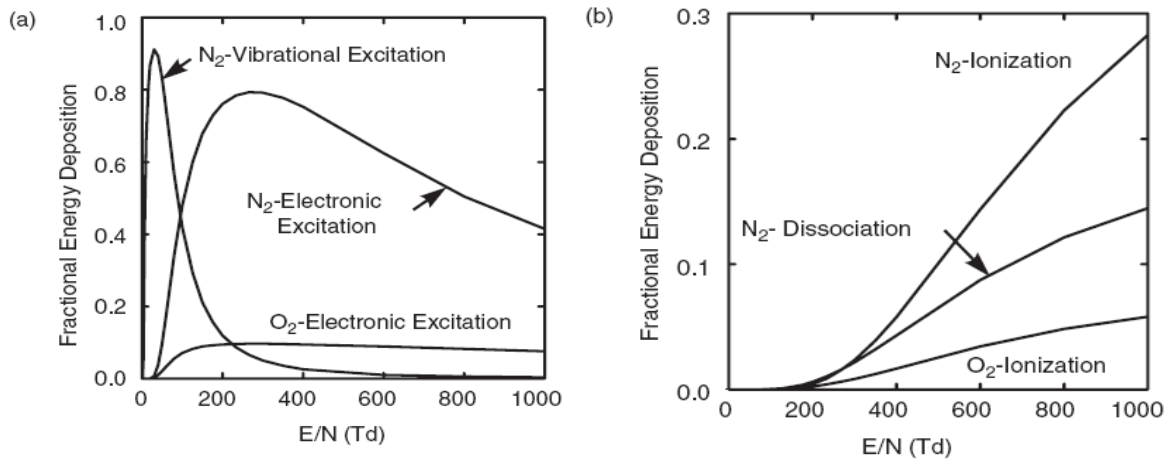 (a)
Fractional Energy Deposition
1.0
0.8
0.6
0.4
0.2
0.0
N₂-Vibrational Excitation
N₂-Electronic
Excitation
O₂-Electronic Excitation
0 200 400 600 800 1000
E/N (Td)
(b)
Fractional Energy Deposition
0.3
0.2
0.1
0.0
N₂-Ionization
N₂- Dissociation
O₂-Ionization
0 200 400 600 800 1000
E/N (Td)